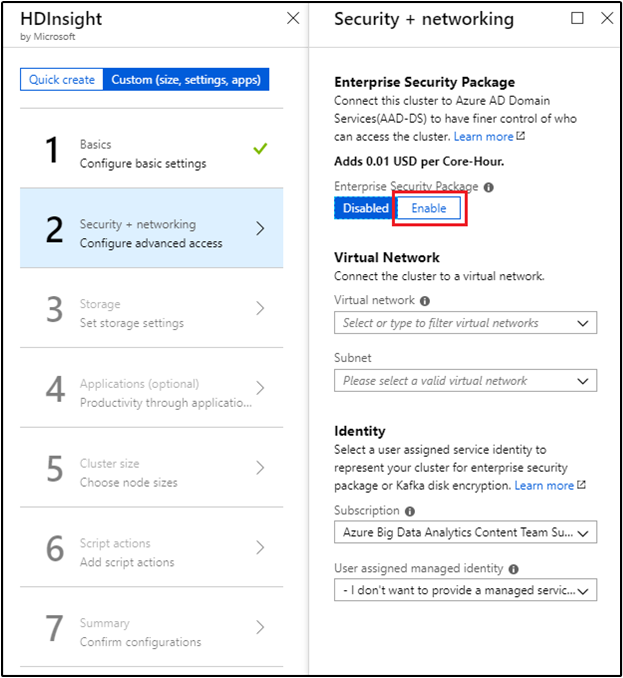 HDInsight
by Microsoft
Quick create
Custom (size, settings, apps)
1
Basics
Configure basic settings
2
Security + networking
Configure advanced access
3
Storage
Set storage settings
4
Applications (optional)
Productivity through applicatio...
5
Cluster size
Choose node sizes
6
Script actions
Add script actions
7
Summary
Confirm configurations
Security + networking
Enterprise Security Package
Connect this cluster to Azure AD Domain
Services(AAD-DS) to have finer control of who
can access the cluster. Learn more
Adds 0.01 USD per Core-Hour.
Enterprise Security Package
Disabled
Enable
Virtual Network
Connect the cluster to a virtual network.
Virtual network
Select or type to filter virtual networks
Subnet
Please select a valid virtual network
Identity
Select a user assigned service identity to
represent your cluster for enterprise security
package or Kafka disk encryption. Learn more
Subscription
Azure Big Data Analytics Content Team Su...
User assigned managed identity
- I don't want to provide a managed servic...